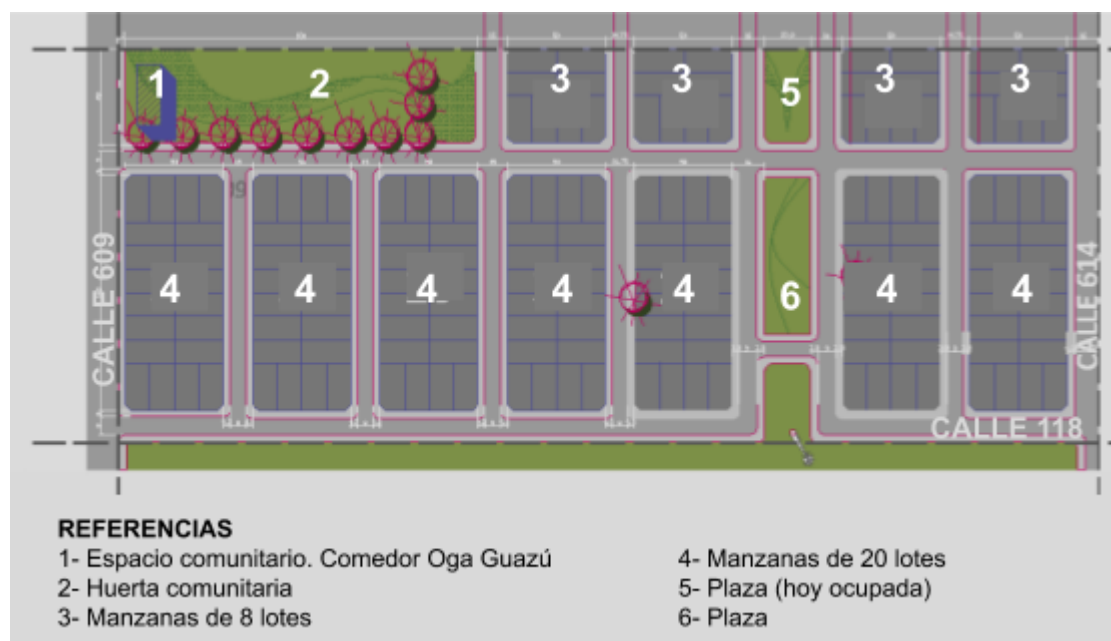 1
2
3
3
5
3
3
4
4
4
4
4
6
4
4
CALLE 609
CALLE 614
CALLE 118
REFERENCIAS
1- Espacio comunitario. Comedor Oga Guazú
2- Huerta comunitaria
3- Manzanas de 8 lotes
4- Manzanas de 20 lotes
5- Plaza (hoy ocupada)
6- Plaza